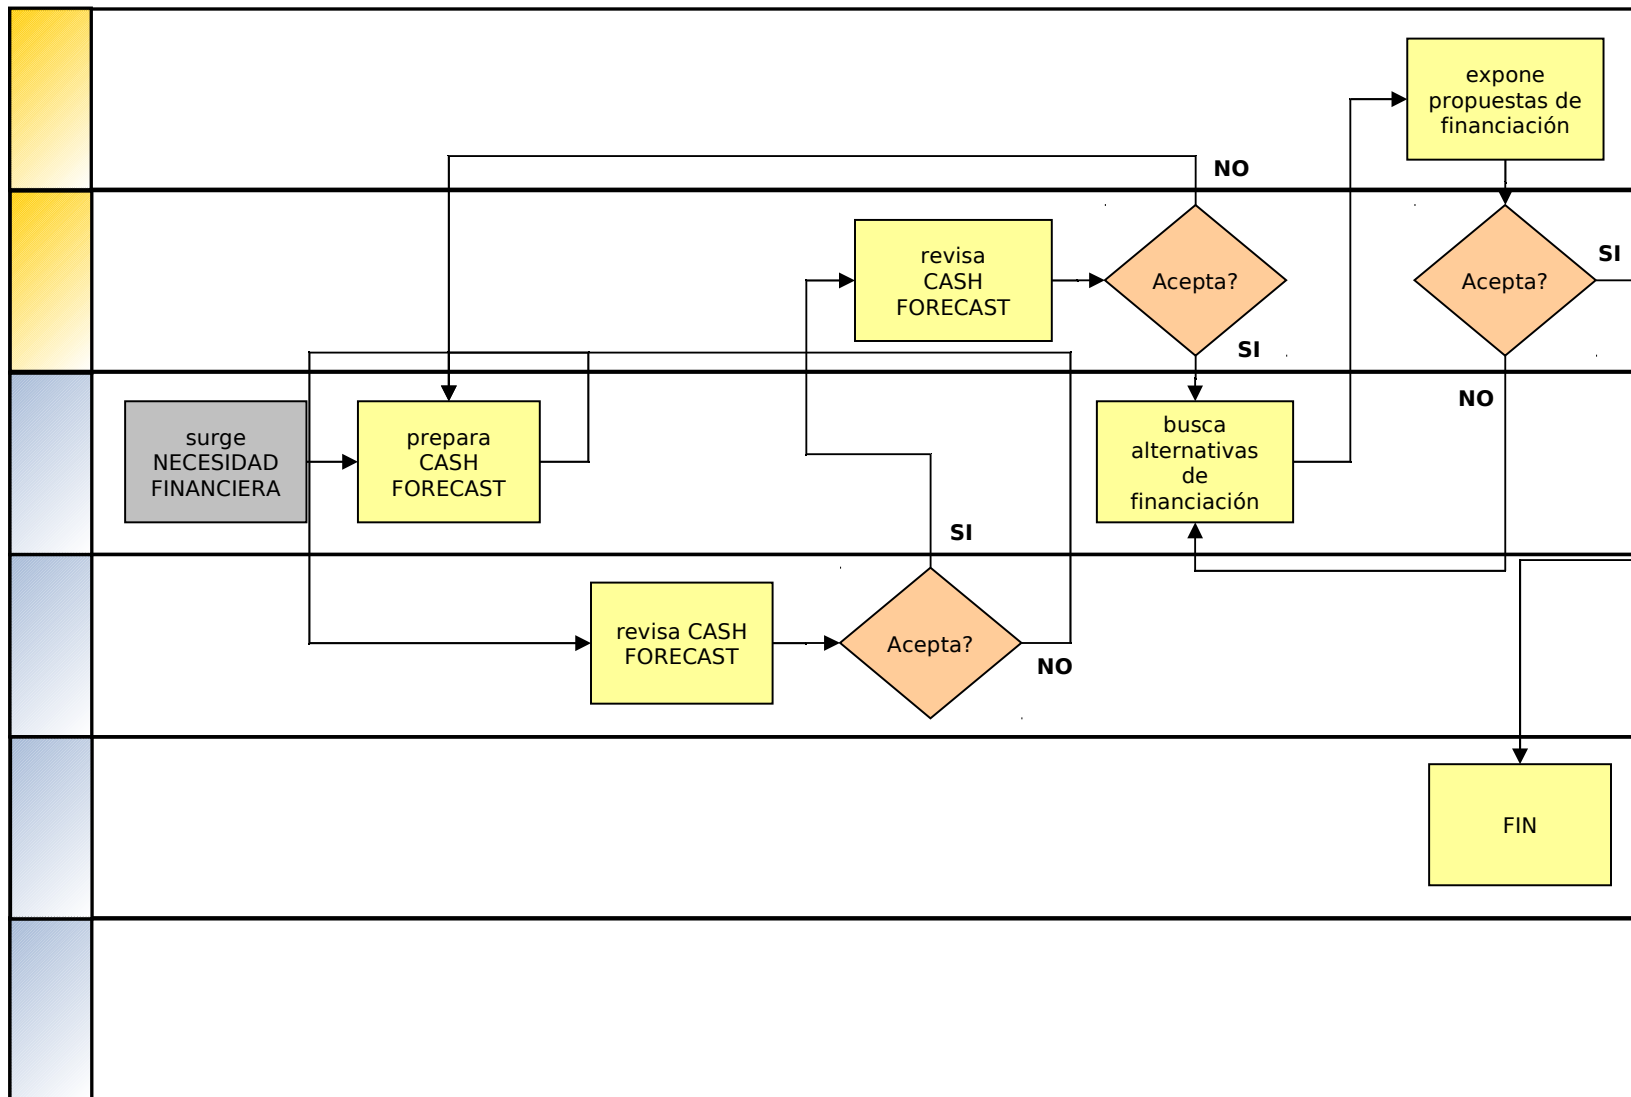 expone
propuestas de
financiación
NO
revisa
CASH
FORECAST
Acepta?
SI
Acepta?
SI
NO
surge
NECESIDAD
FINANCIERA
prepara
CASH
FORECAST
busca
alternativas
de
financiación
SI
revisa CASH
FORECAST
Acepta?
NO
FIN